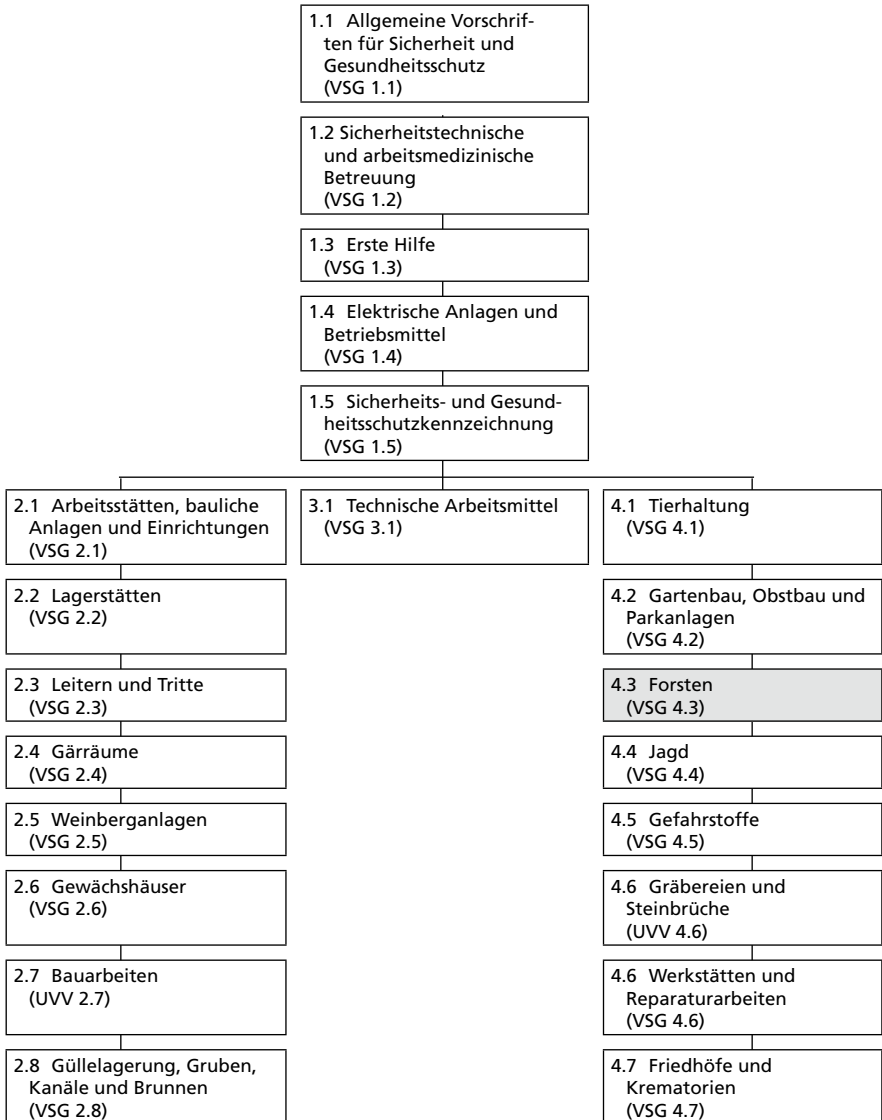 1.1 Allgemeine Vorschrif-
ten für Sicherheit und
Gesundheitsschutz
(VSG 1.1)
1.2 Sicherheitstechnische
und arbeitsmedizinische
Betreuung
(VSG 1.2)
1.3 Erste Hilfe
(VSG 1.3)
1.4 Elektrische Anlagen und
Betriebsmittel
(VSG 1.4)
1.5 Sicherheits- und Gesund-
heitsschutzkennzeichnung
(VSG 1.5)
2.1 Arbeitsstätten, bauliche
Anlagen und Einrichtungen
(VSG 2.1)
2.2 Lagerstätten
(VSG 2.2)
2.3 Leitern und Tritte
(VSG 2.3)
2.4 Gärräume
(VSG 2.4)
2.5 Weinberganlagen
(VSG 2.5)
2.6 Gewächshäuser
(VSG 2.6)
2.7 Bauarbeiten
(UVV 2.7)
2.8 Güllelagerung, Gruben,
Kanäle und Brunnen
(VSG 2.8)
3.1 Technische Arbeitsmittel
(VSG 3.1)
4.1 Tierhaltung
(VSG 4.1)
4.2 Gartenbau, Obstbau und
Parkanlagen
(VSG 4.2)
4.3 Forsten
(VSG 4.3)
4.4 Jagd
(VSG 4.4)
4.5 Gefahrstoffe
(VSG 4.5)
4.6 Gräbereien und
Steinbrüche
(UVV 4.6)
4.6 Werkstätten und
Reparaturarbeiten
(VSG 4.6)
4.7 Friedhöfe und
Krematorien
(VSG 4.7)